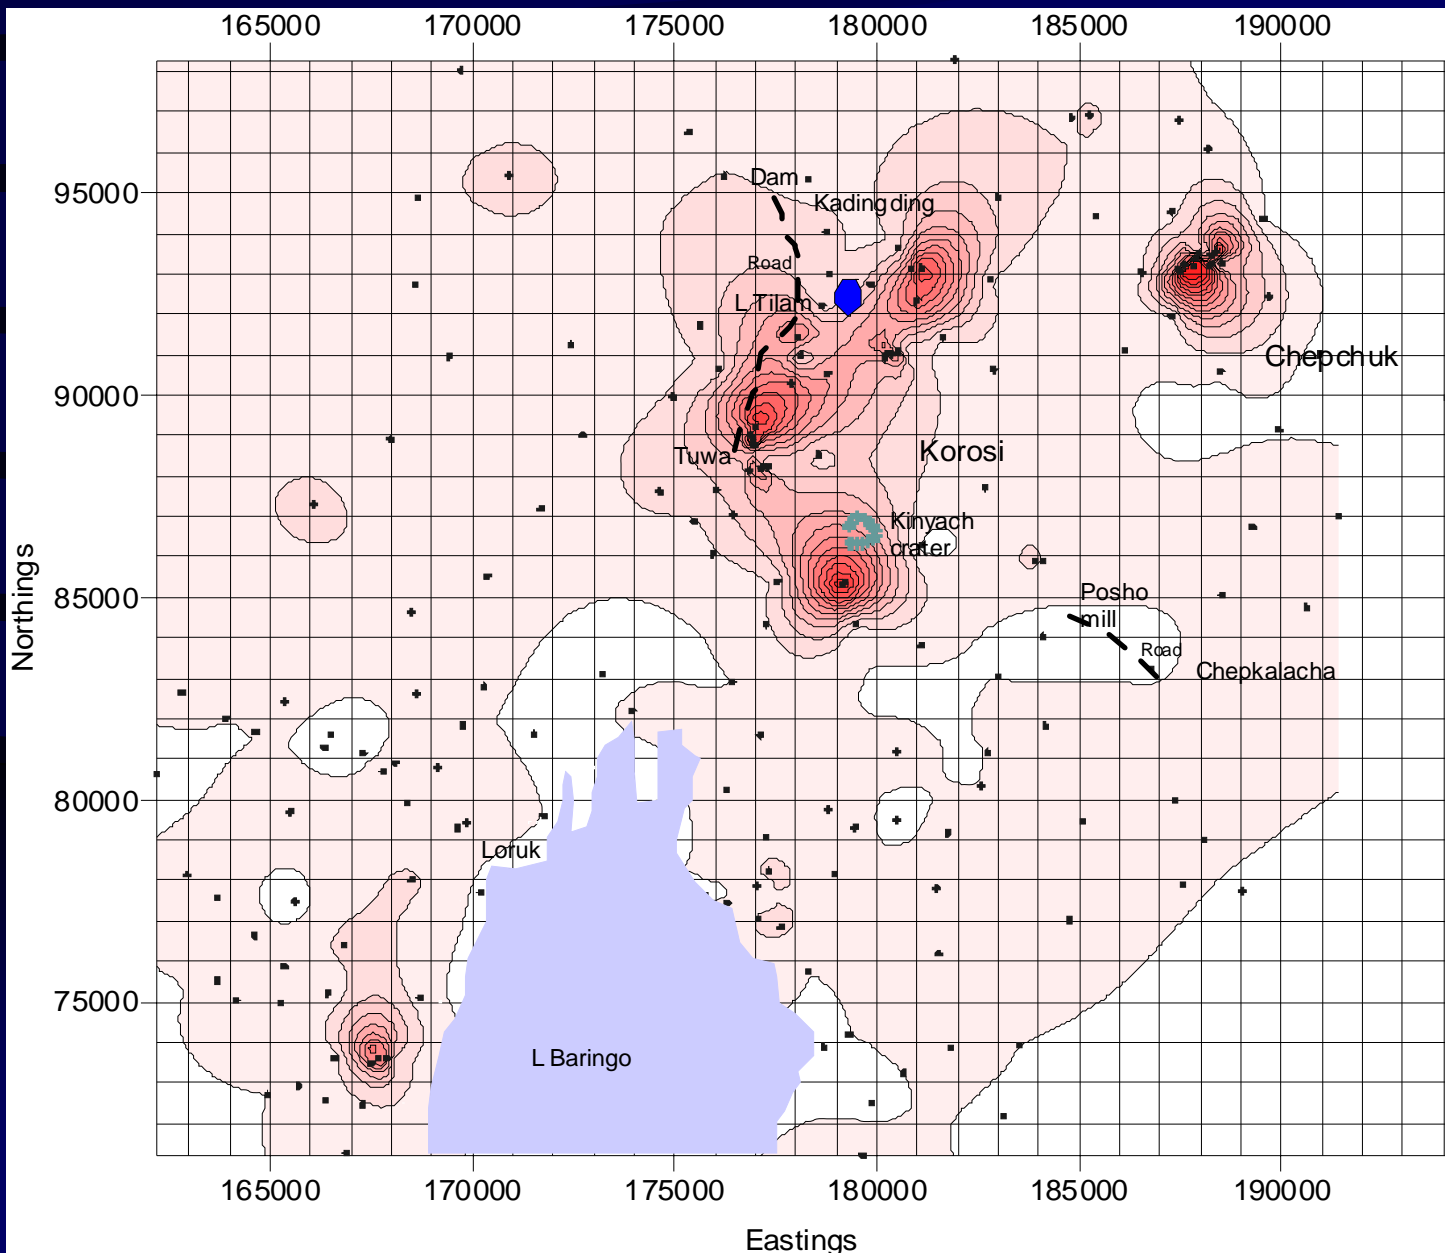 165000 170000 175000 180000 185000 190000
95000
90000
85000
80000
75000
Northings
Dam
Kadingding
Road
L Tilam
Chepchuk
Korosi
Tuwa
Kinyach
crater
Posho
mill
Road
Chepkalacha
Loruk
L Baringo
165000 170000 175000 180000 185000 190000
Eastings